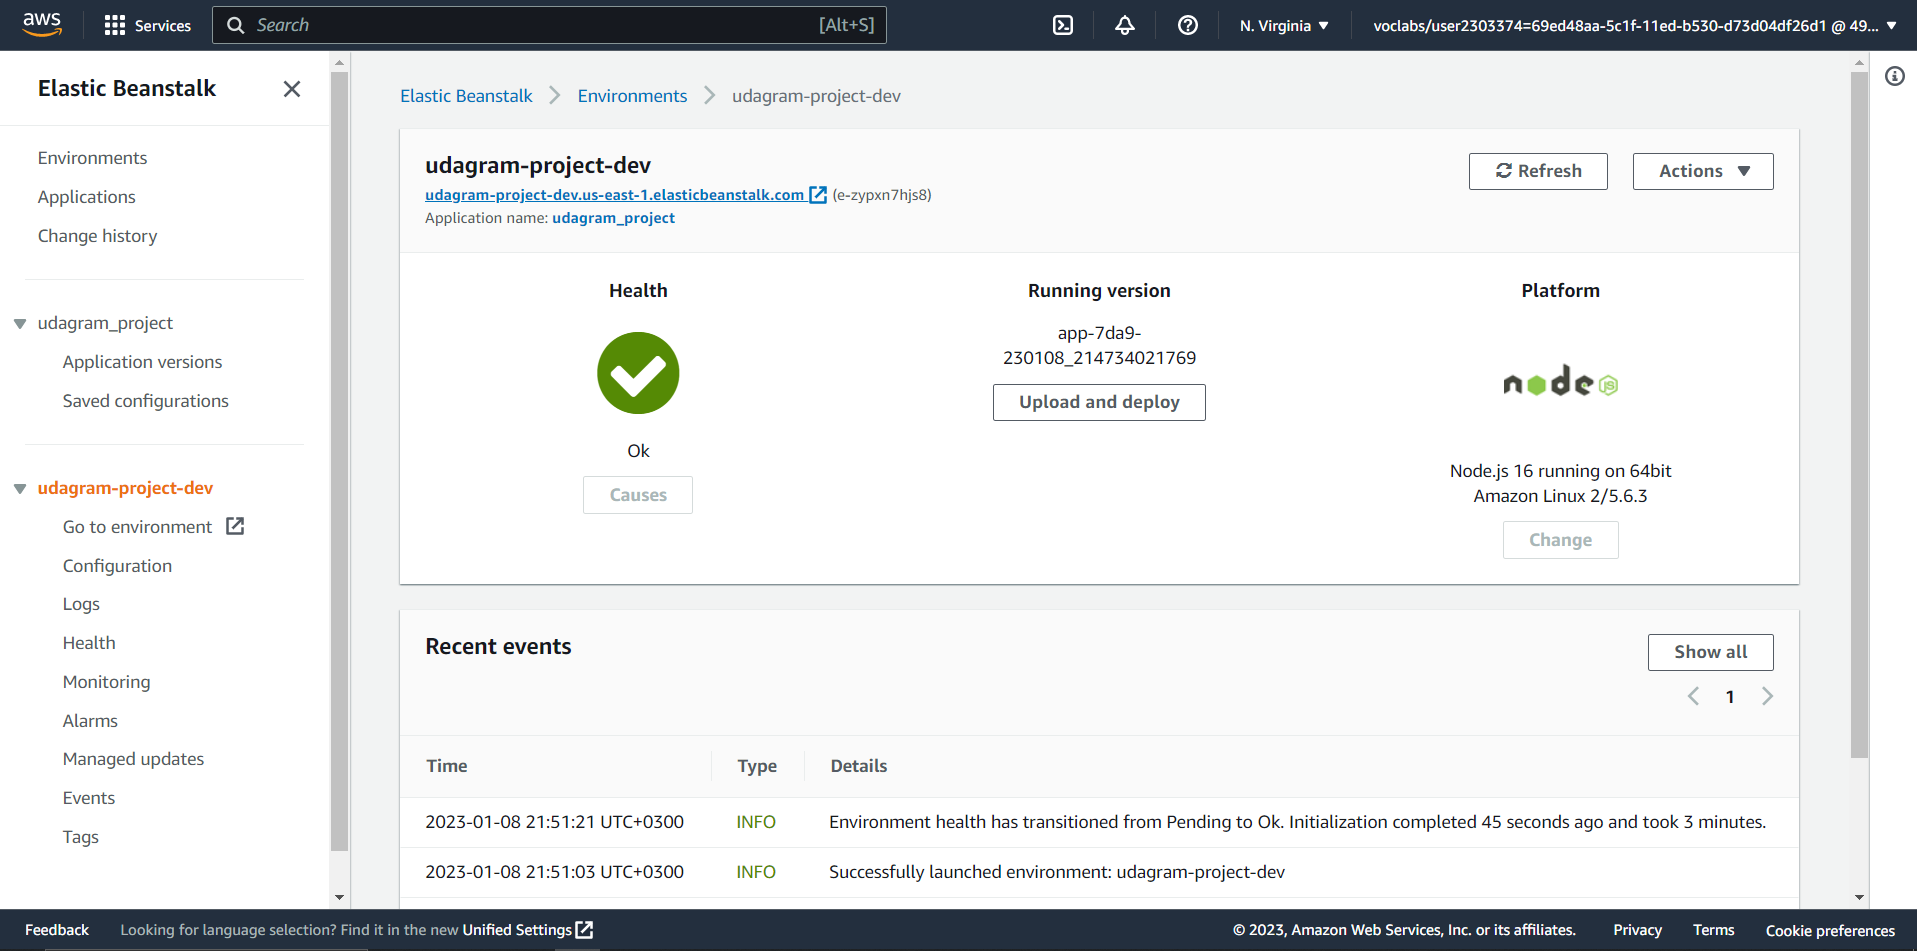 aws
Services
Search
[Alt+S]
N. Virginia
voclabs/user2303374=69ed48aa-5c1f-11ed-b530-d73d04df26d1 @ 49...
Elastic Beanstalk
Environments
Applications
Change history
udagram_project
Application versions
Saved configurations
udagram-project-dev
Go to environment
Configuration
Logs
Health
Monitoring
Alarms
Managed updates
Events
Tags
Elastic Beanstalk
Environments
udagram-project-dev
udagram-project-dev
udagram-project-dev.us-east-1.elasticbeanstalk.com (e-zypxn7hjs8)
Application name: udagram_project
Refresh
Actions
Health
Ok
Causes
Running version
app-7da9-
230108_214734021769
Upload and deploy
Platform
node JS
Node.js 16 running on 64bit
Amazon Linux 2/5.6.3
Change
Recent events
Show all
1
Time Type Details
2023-01-08 21:51:21 UTC+0300 INFO Environment health has transitioned from Pending to Ok. Initialization completed 45 seconds ago and took 3 minutes.
2023-01-08 21:51:03 UTC+0300 INFO Successfully launched environment: udagram-project-dev
Feedback
Looking for language selection? Find it in the new Unified Settings
© 2023, Amazon Web Services, Inc. or its affiliates.
Privacy
Terms
Cookie preferences